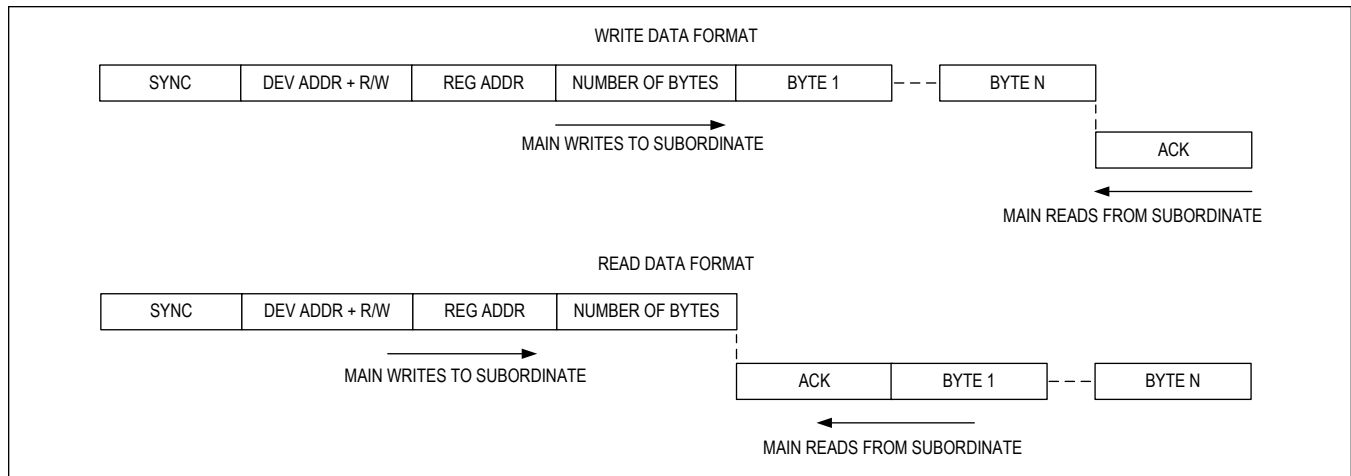 WRITE DATA FORMAT
SYNC DEV ADDR + R/W REG ADDR NUMBER OF BYTES BYTE 1 BYTE N
MAIN WRITES TO SUBORDINATE
ACK
MAIN READS FROM SUBORDINATE
READ DATA FORMAT
SYNC DEV ADDR + R/W REG ADDR NUMBER OF BYTES
MAIN WRITES TO SUBORDINATE
ACK BYTE 1 BYTE N
MAIN READS FROM SUBORDINATE